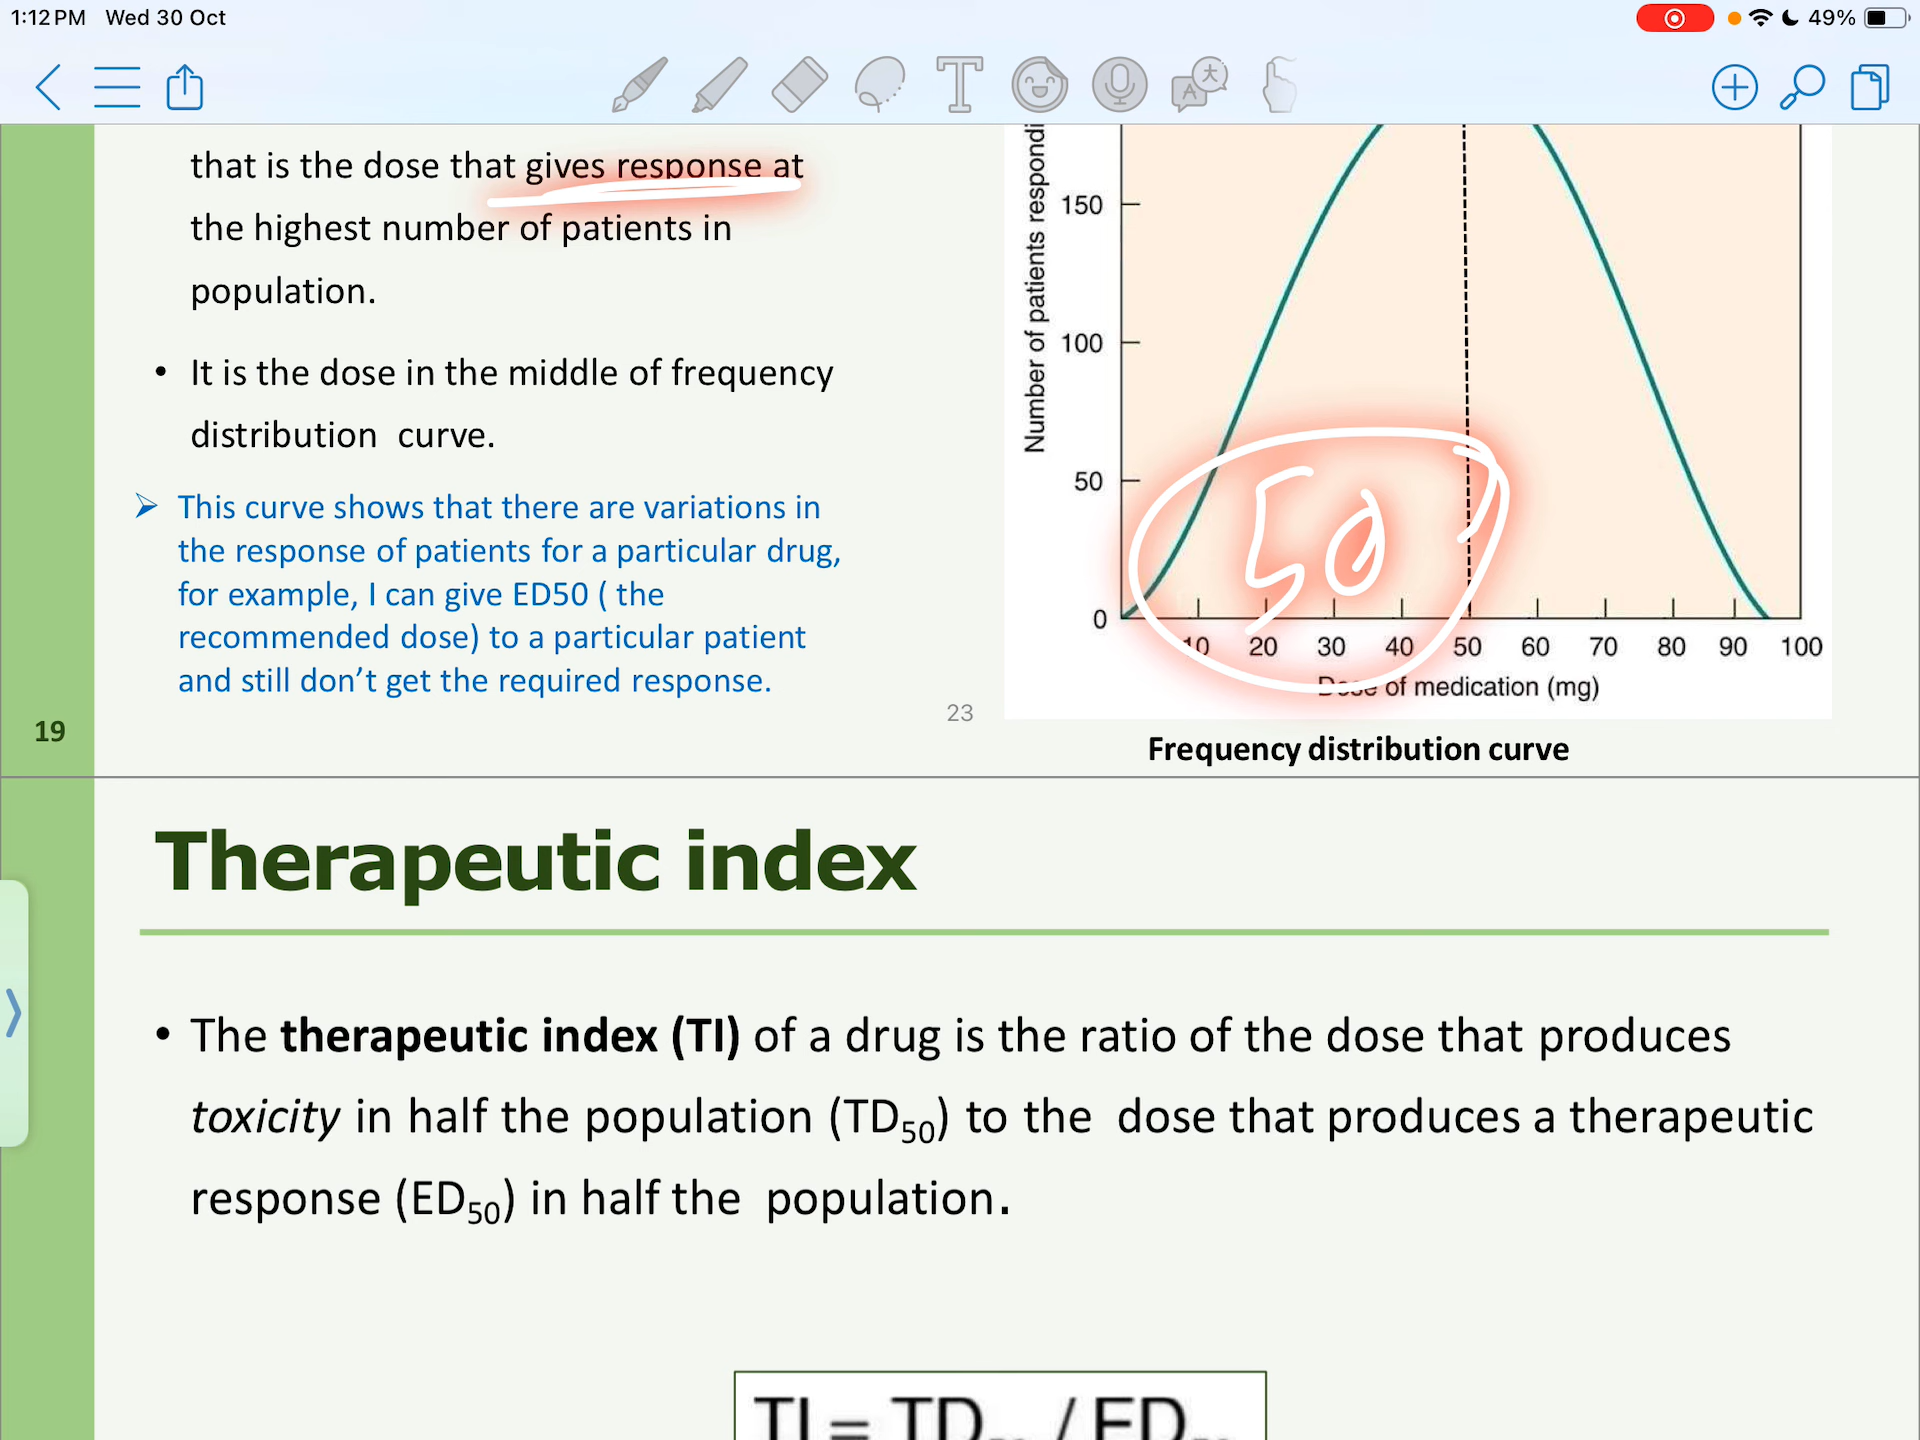 1:12 PM Wed 30 Oct
49%
that is the dose that gives response at
the highest number of patients in
population.
• It is the dose in the middle of frequency
distribution curve.
➢ This curve shows that there are variations in
the response of patients for a particular drug,
for example, I can give ED50 ( the
recommended dose) to a particular patient
and still don't get the required response.
19
23
Number of patients respondi
150
100
50
0
50
10 20 30 40 50 60 70 80 90 100
Dose of medication (mg)
Frequency distribution curve
Therapeutic index
• The therapeutic index (TI) of a drug is the ratio of the dose that produces
toxicity in half the population (TD50) to the dose that produces a therapeutic
response (ED50) in half the population.
TI = TD / ED